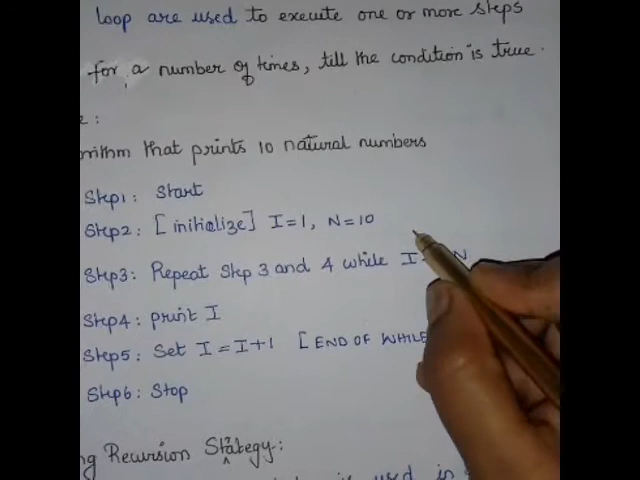 loop are used to execute one or more steps
for a number of times, till the condition is true.
:
that prints 10 natural numbers
Step1: Start
Step2: [initialize] I=1, N=10
Step3: Repeat Step 3 and 4 while I N
Step4: print I
Step5: Set I=I+1 [END OF WHILE
Step6: Stop
Recursion Strategy:
used in